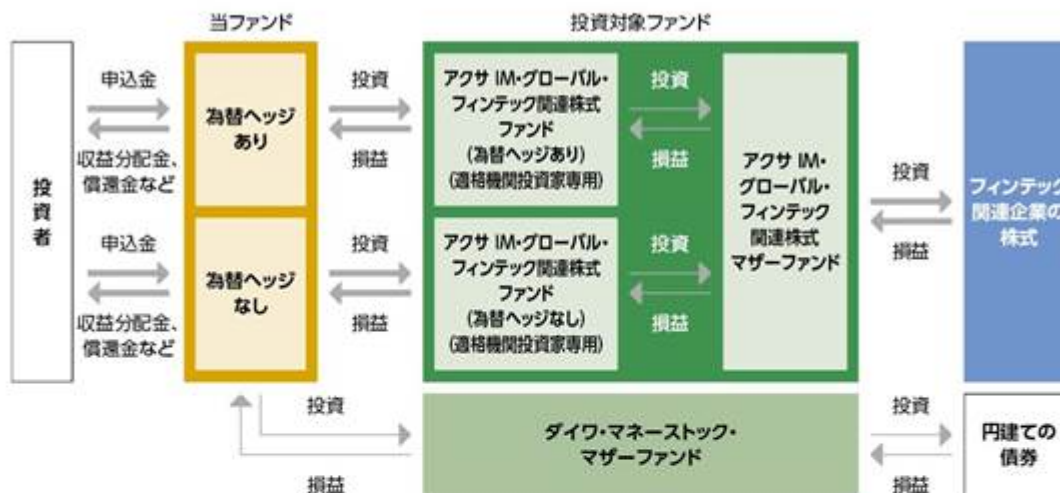 当ファンド
投資対象ファンド
投資者
申込金
収益分配金、
償還金など
為替ヘッジ
あり
投資
損益
アクサ IM・グローバル・
フィンテック関連株式
ファンド
(為替ヘッジあり)
(適格機関投資家専用)
投資
損益
申込金
収益分配金、
償還金など
為替ヘッジ
なし
投資
損益
アクサ IM・グローバル・
フィンテック関連株式
ファンド
(為替ヘッジなし)
(適格機関投資家専用)
投資
損益
アクサ IM・
グローバル・
フィンテック
関連株式
マザーファンド
投資
損益
フィンテック
関連企業の
株式
投資
損益
ダイワ・マネーストック・
マザーファンド
投資
損益
円建ての
債券